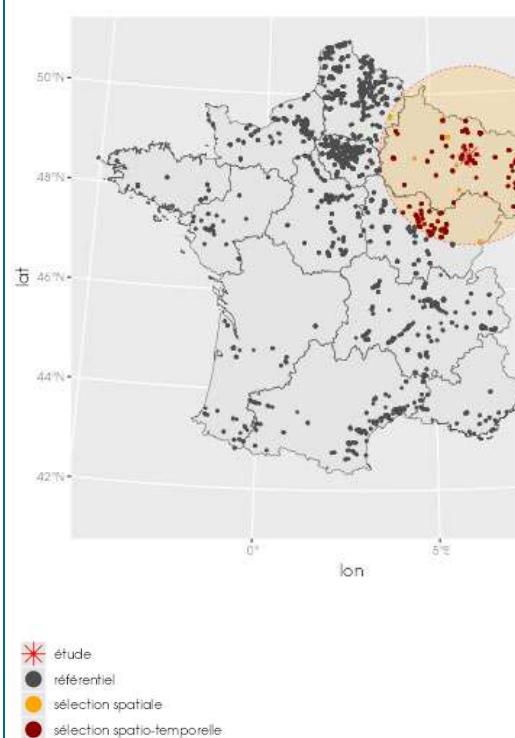 50°N
48°N
46°N
44°N
42°N
lat
0°
5°E
lon
étude
référentiel
sélection spatiale
sélection spatio-temporelle